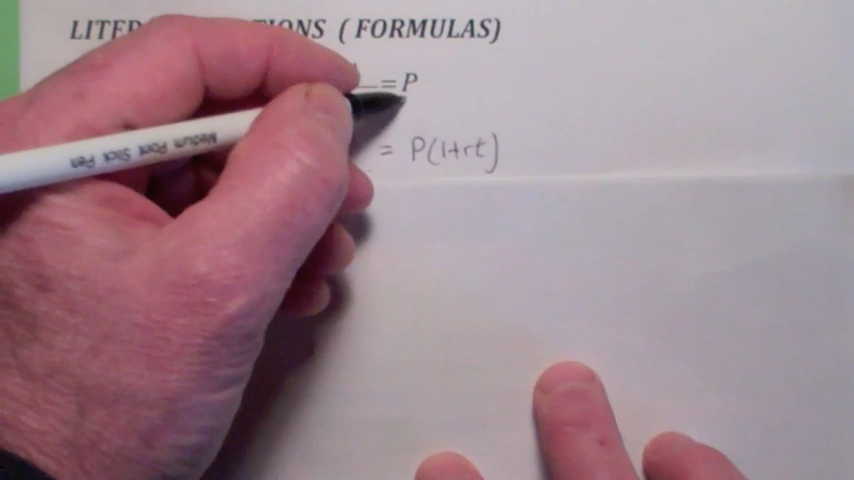 LITER TIONS ( FORMULAS)
= P
= P(1+rt)
Medium Point Stick Pen